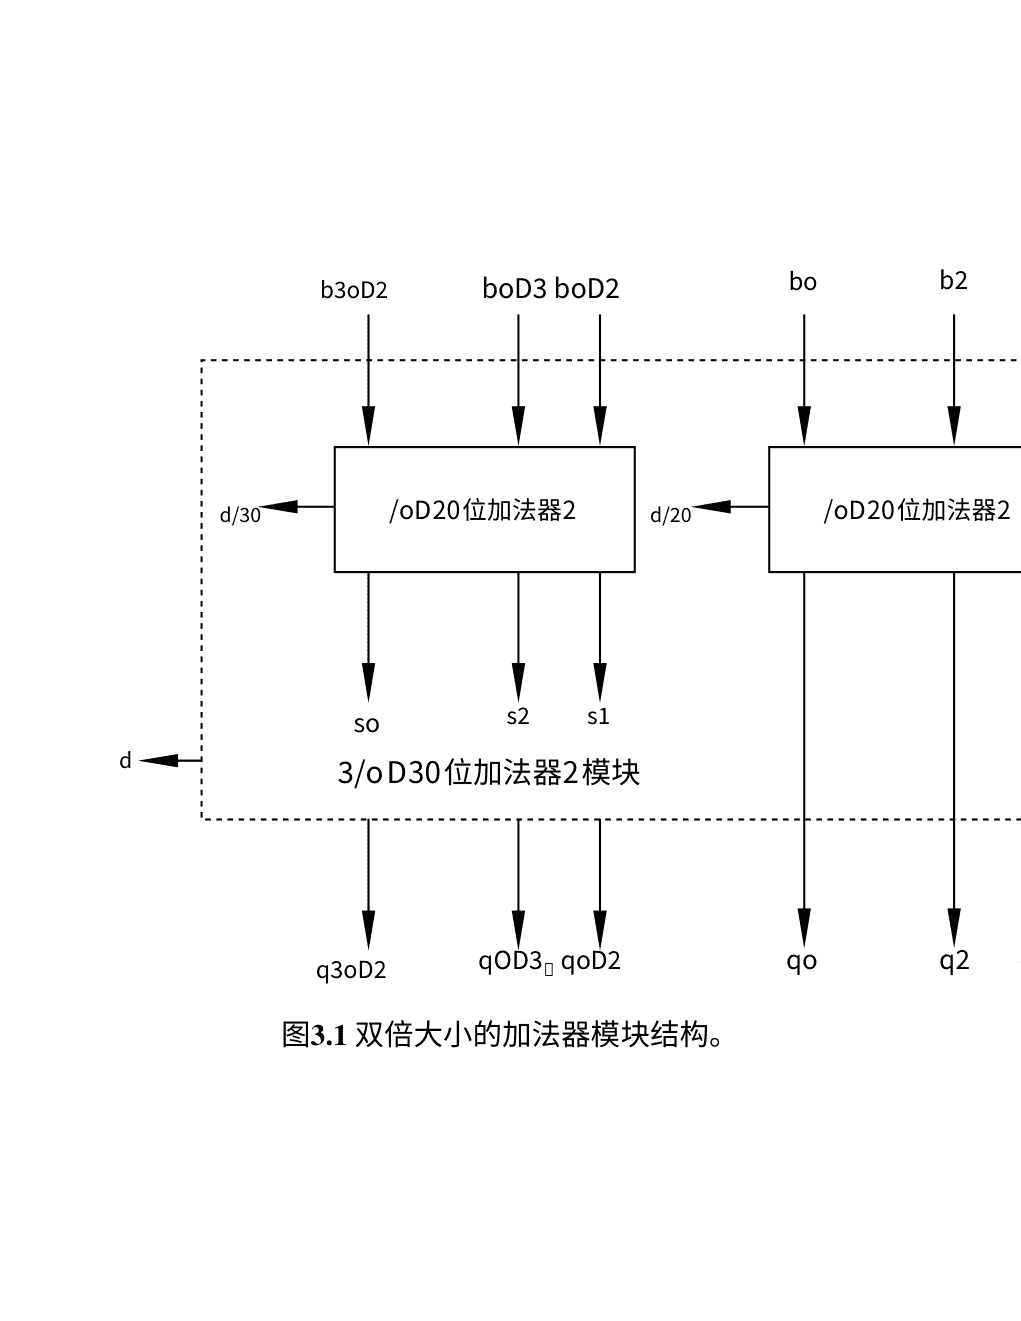 b3oD2 boD3 boD2 bo b2
/oD20位加法器2 /oD20位加法器2
d/30 d/20
so s2 s1
d
3/oD30位加法器2模块
q3oD2 qOD3 qoD2 qo q2
图3.1 双倍大小的加法器模块结构。